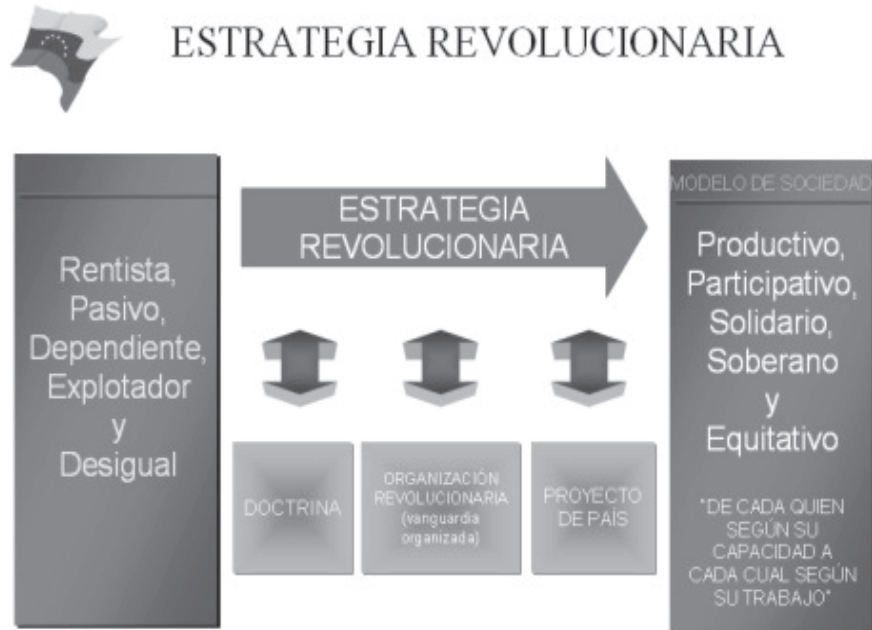 ESTRATEGIA REVOLUCIONARIA
Rentista,
Pasivo,
Dependiente,
Explotador
y
Desigual
ESTRATEGIA
REVOLUCIONARIA
DOCTRINA
ORGANIZACIÓN
REVOLUCIONARIA
(vanguardia
organizada)
PROYECTO
DE PAÍS
MODELO DE SOCIEDAD
Productivo,
Participativo,
Solidario,
Soberano
y
Equitativo
"DE CADA QUIEN
SEGÚN SU
CAPACIDAD A
CADA CUAL SEGÚN
SU TRABAJO"